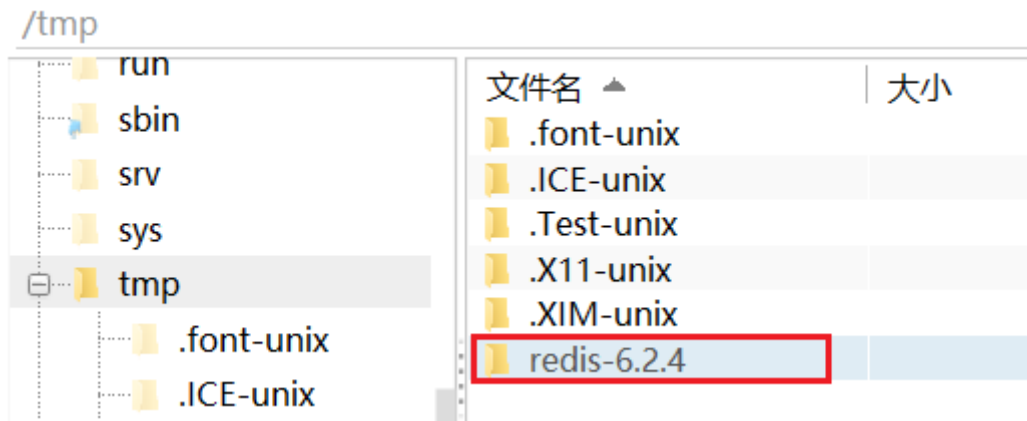 /tmp
run
sbin
srv
sys
tmp
.font-unix
.ICE-unix
文件名 大小
.font-unix
.ICE-unix
.Test-unix
.X11-unix
.XIM-unix
redis-6.2.4